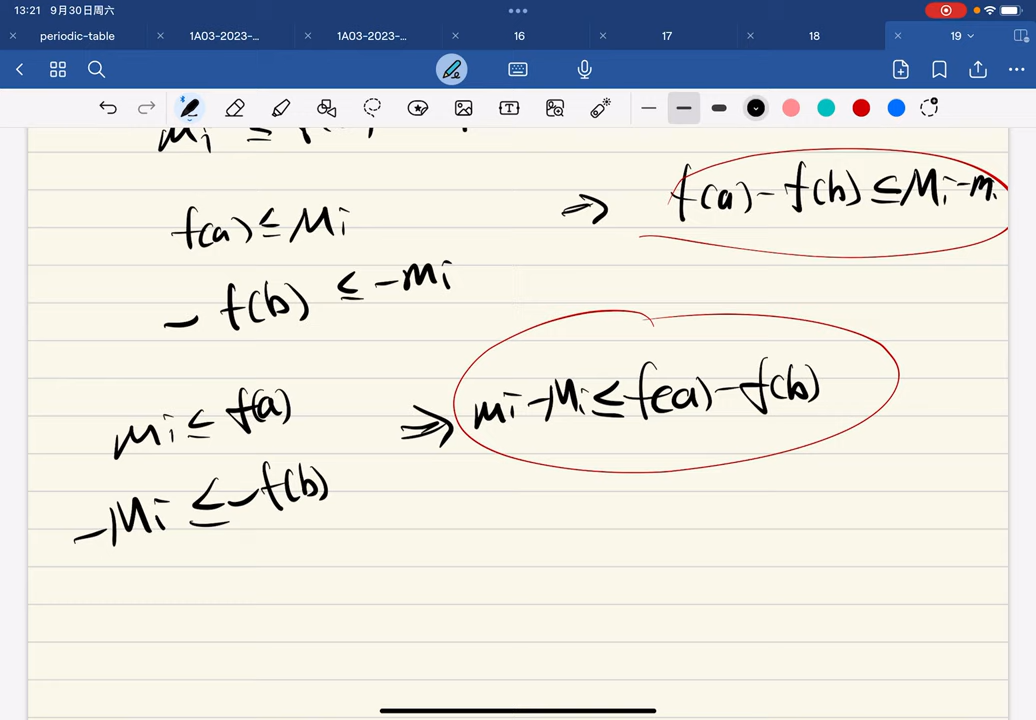 13:21 9月30日周六
periodic-table 1A03-2023-... 1A03-2023-... 16 17 18 19
f(a) - f(b) ≤ Mi - mi
f(a) ≤ Mi ⇒
- f(b) ≤ - mi
mi ≤ f(a) ⇒ mi - Mi ≤ f(a) - f(b)
- Mi ≤ - f(b)